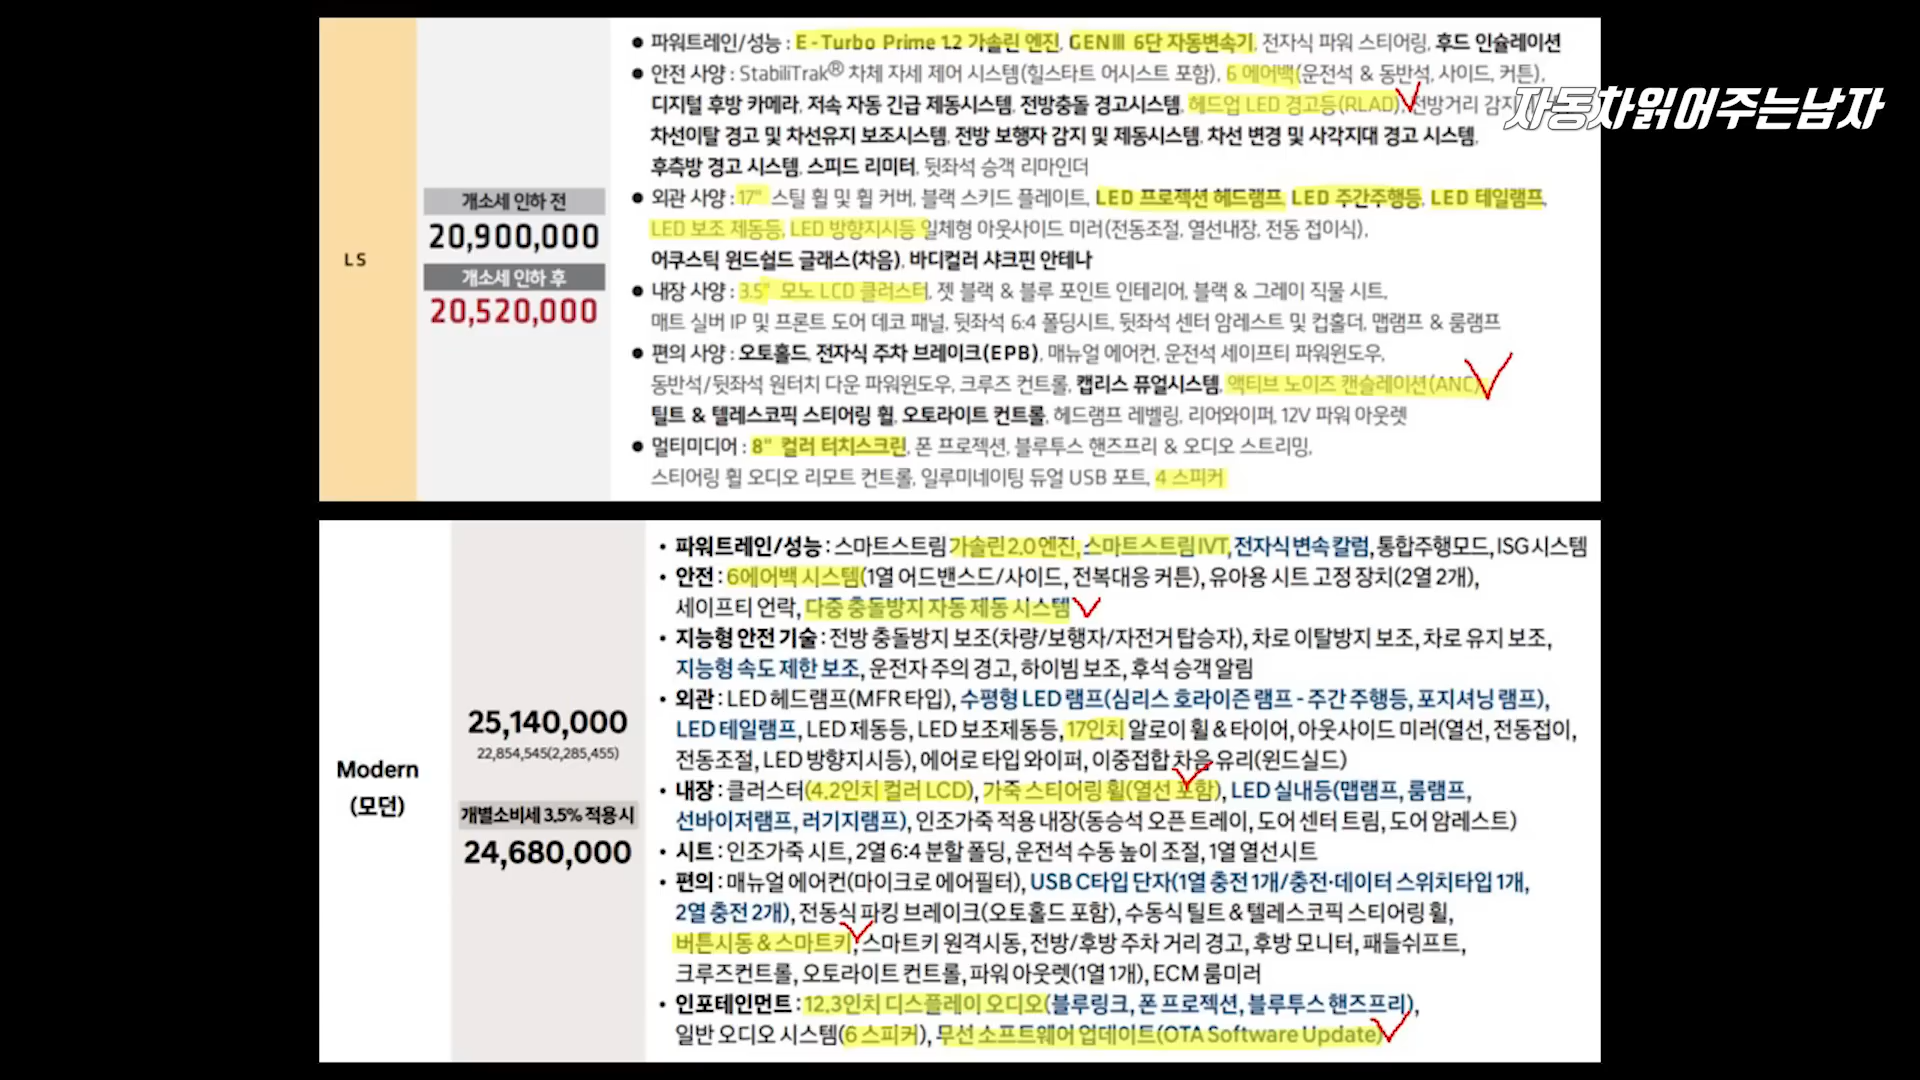 자동차읽어주는남자
LS
개소세 인하 전
20,900,000
개소세 인하 후
20,520,000
● 파워트레인/성능 : E-Turbo Prime 1.2 가솔린 엔진, GENⅢ 6단 자동변속기, 전자식 파워 스티어링, 후드 인슐레이션
● 안전 사양 : StabiliTrak® 차체 자세 제어 시스템(힐스타트 어시스트 포함), 6 에어백(운전석 & 동반석, 사이드, 커튼),
디지털 후방 카메라, 저속 자동 긴급 제동시스템, 전방충돌 경고시스템, 헤드업 LED 경고등(RLAD), 전방거리 감지
차선이탈 경고 및 차선유지 보조시스템, 전방 보행자 감지 및 제동시스템, 차선 변경 및 사각지대 경고 시스템,
후측방 경고 시스템, 스피드 리미터, 뒷좌석 승객 리마인더
● 외관 사양 : 17" 스틸 휠 및 휠 커버, 블랙 스키드 플레이트, LED 프로젝션 헤드램프, LED 주간주행등, LED 테일램프,
LED 보조 제동등, LED 방향지시등 일체형 아웃사이드 미러(전동조절, 열선내장, 전동 접이식),
어쿠스틱 윈드쉴드 글래스(차음), 바디컬러 샤크핀 안테나
● 내장 사양 : 3.5" 모노 LCD 클러스터, 젯 블랙 & 블루 포인트 인테리어, 블랙 & 그레이 직물 시트,
매트 실버 IP 및 프론트 도어 데코 패널, 뒷좌석 6:4 폴딩시트, 뒷좌석 센터 암레스트 및 컵홀더, 맵램프 & 룸램프
● 편의 사양 : 오토홀드, 전자식 주차 브레이크(EPB), 매뉴얼 에어컨, 운전석 세이프티 파워윈도우,
동반석/뒷좌석 원터치 다운 파워윈도우, 크루즈 컨트롤, 캡리스 퓨얼시스템, 액티브 노이즈 캔슬레이션(ANC)
틸트 & 텔레스코픽 스티어링 휠, 오토라이트 컨트롤, 헤드램프 레벨링, 리어와이퍼, 12V 파워 아웃렛
● 멀티미디어 : 8" 컬러 터치스크린, 폰 프로젝션, 블루투스 핸즈프리 & 오디오 스트리밍,
스티어링 휠 오디오 리모트 컨트롤, 일루미네이팅 듀얼 USB 포트, 4 스피커
Modern
(모던)
25,140,000
22,854,545(2,285,455)
개별소비세 3.5% 적용시
24,680,000
• 파워트레인/성능 : 스마트스트림 가솔린 2.0 엔진, 스마트스트림 IVT, 전자식 변속 칼럼, 통합주행모드, ISG 시스템
• 안전 : 6에어백 시스템(1열 어드밴스드/사이드, 전복대응 커튼), 유아용 시트 고정 장치(2열 2개),
세이프티 언락, 다중 충돌방지 자동 제동 시스템
• 지능형 안전 기술 : 전방 충돌방지 보조(차량/보행자/자전거 탑승자), 차로 이탈방지 보조, 차로 유지 보조,
지능형 속도 제한 보조, 운전자 주의 경고, 하이빔 보조, 후석 승객 알림
• 외관 : LED 헤드램프(MFR 타입), 수평형 LED 램프(심리스 호라이즌 램프 - 주간 주행등, 포지셔닝 램프),
LED 테일램프, LED 제동등, LED 보조제동등, 17인치 알로이 휠 & 타이어, 아웃사이드 미러(열선, 전동접이,
전동조절, LED 방향지시등), 에어로 타입 와이퍼, 이중접합 차음 유리(윈드실드)
• 내장 : 클러스터(4.2인치 컬러 LCD), 가죽 스티어링 휠(열선 포함), LED 실내등(맵램프, 룸램프,
선바이저램프, 러기지램프), 인조가죽 적용 내장(동승석 오픈 트레이, 도어 센터 트림, 도어 암레스트)
• 시트 : 인조가죽 시트, 2열 6:4 분할 폴딩, 운전석 수동 높이 조절, 1열 열선시트
• 편의 : 매뉴얼 에어컨(마이크로 에어필터), USB C타입 단자(1열 충전 1개/충전·데이터 스위치타입 1개,
2열 충전 2개), 전동식 파킹 브레이크(오토홀드 포함), 수동식 틸트 & 텔레스코픽 스티어링 휠,
버튼시동 & 스마트키, 스마트키 원격시동, 전방/후방 주차 거리 경고, 후방 모니터, 패들쉬프트,
크루즈컨트롤, 오토라이트 컨트롤, 파워 아웃렛(1열 1개), ECM 룸미러
• 인포테인먼트 : 12.3인치 디스플레이 오디오(블루링크, 폰 프로젝션, 블루투스 핸즈프리),
일반 오디오 시스템(6 스피커), 무선 소프트웨어 업데이트(OTA Software Update)